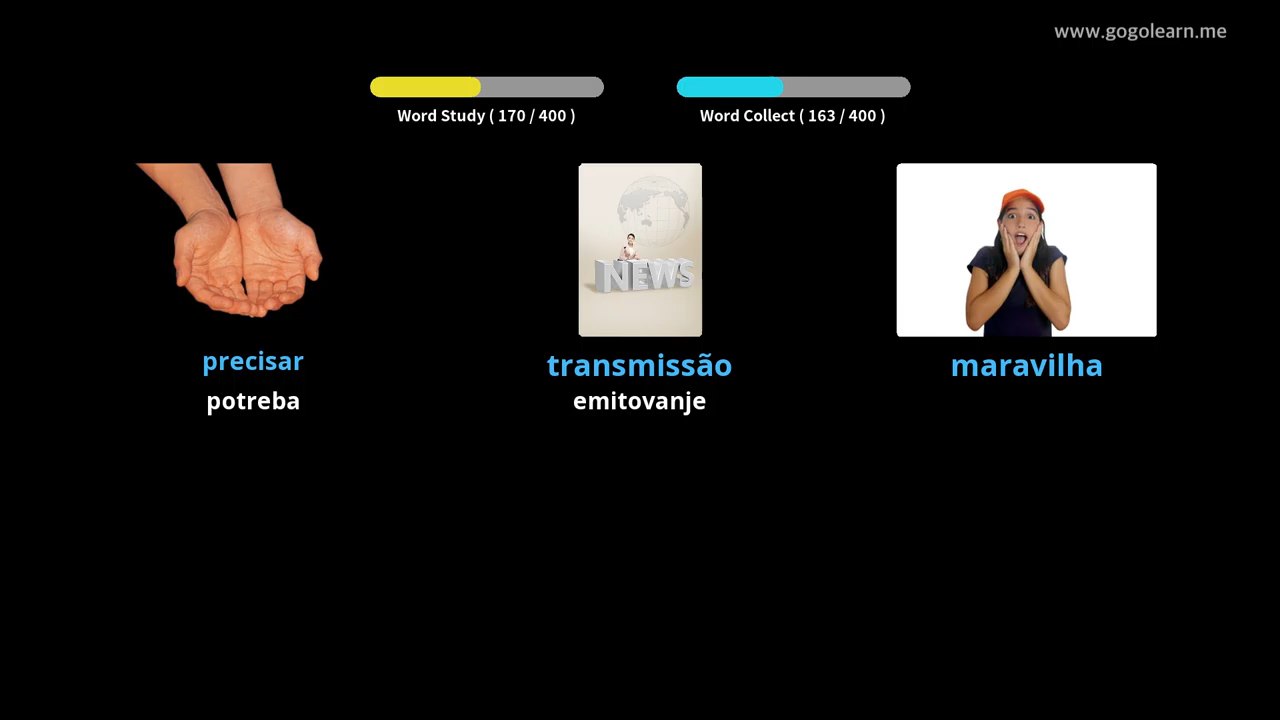 www.gogolearn.me
Word Study ( 170 / 400 )
Word Collect ( 163 / 400 )
NEWS
precisar
transmissão
maravilha
potreba
emitovanje